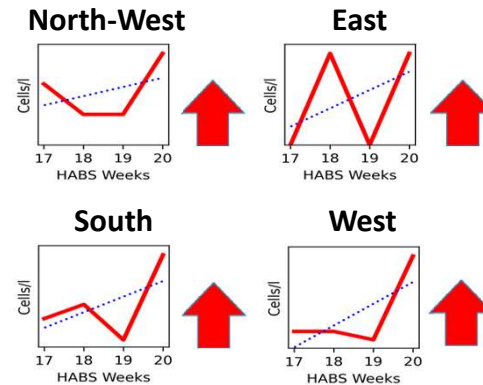 North-West
East
Cells/l
17 18 19 20
HABS Weeks
17 18 19 20
HABS Weeks
South
West
Cells/l
17 18 19 20
HABS Weeks
Cells/l
17 18 19 20
HABS Weeks